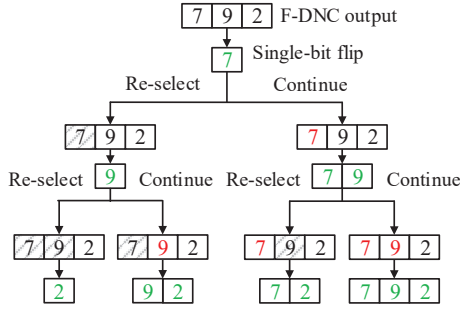 7 9 2 F-DNC output
7 Single-bit flip
Re-select Continue
7 9 2 7 9 2
Re-select 9 Continue Re-select 7 9 Continue
7 9 2 7 9 2 7 9 2 7 9 2
2 9 2 7 2 7 9 2